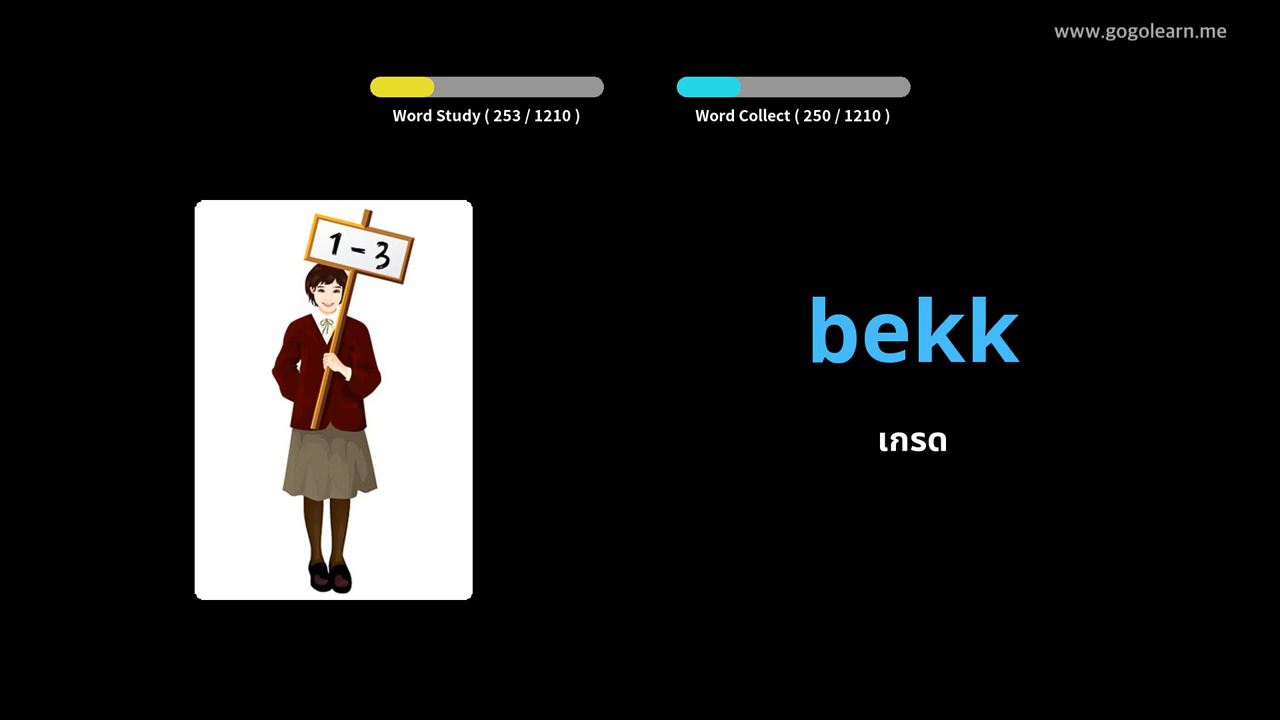 www.gogolearn.me
Word Study ( 253 / 1210 )
Word Collect ( 250 / 1210 )
1 - 3
bekk
เกรด